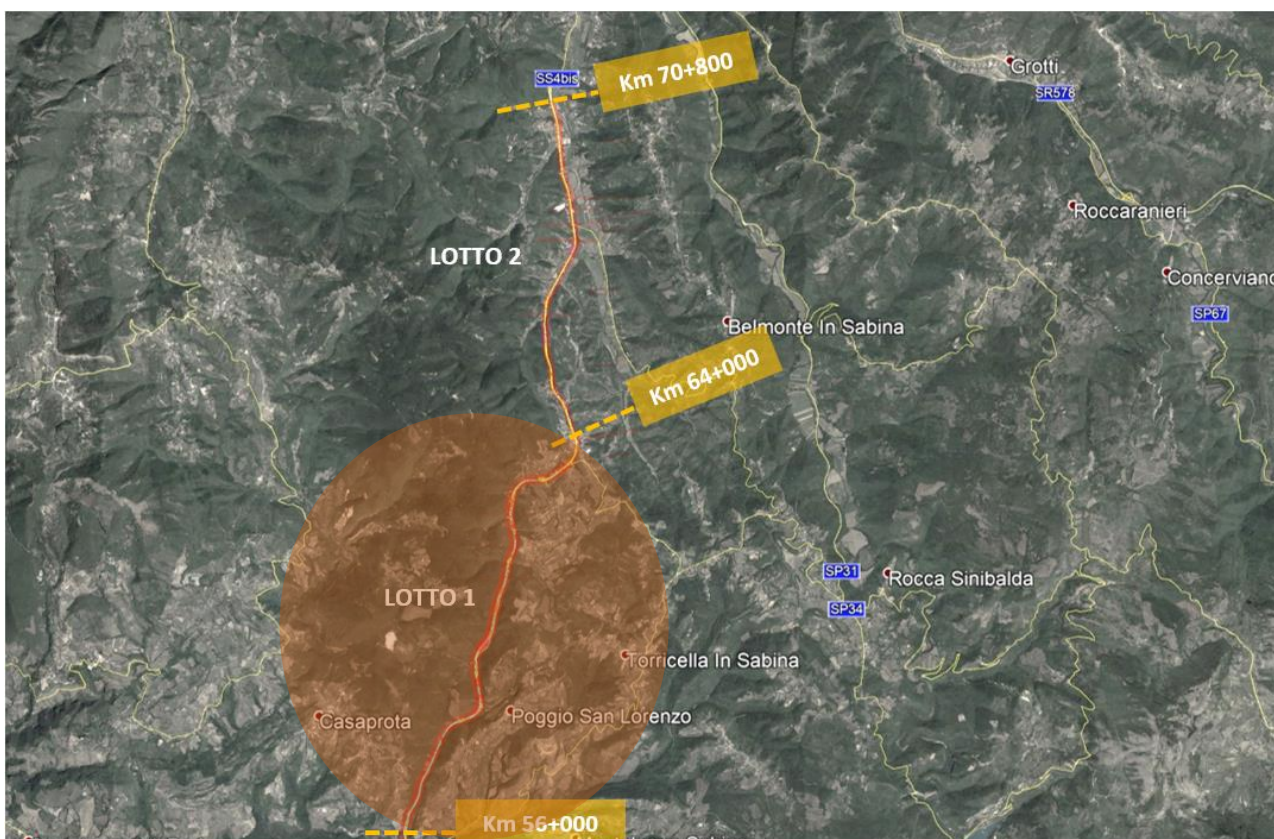 SS4bis
Km 70+800
Grotti
SR578
Roccaranieri
LOTTO 2
Concerviano
SP67
Belmonte In Sabina
Km 64+000
SP31
Rocca Sinibalda
LOTTO 1
SP34
Torricella In Sabina
Casaprota
Poggio San Lorenzo
Km 56+000